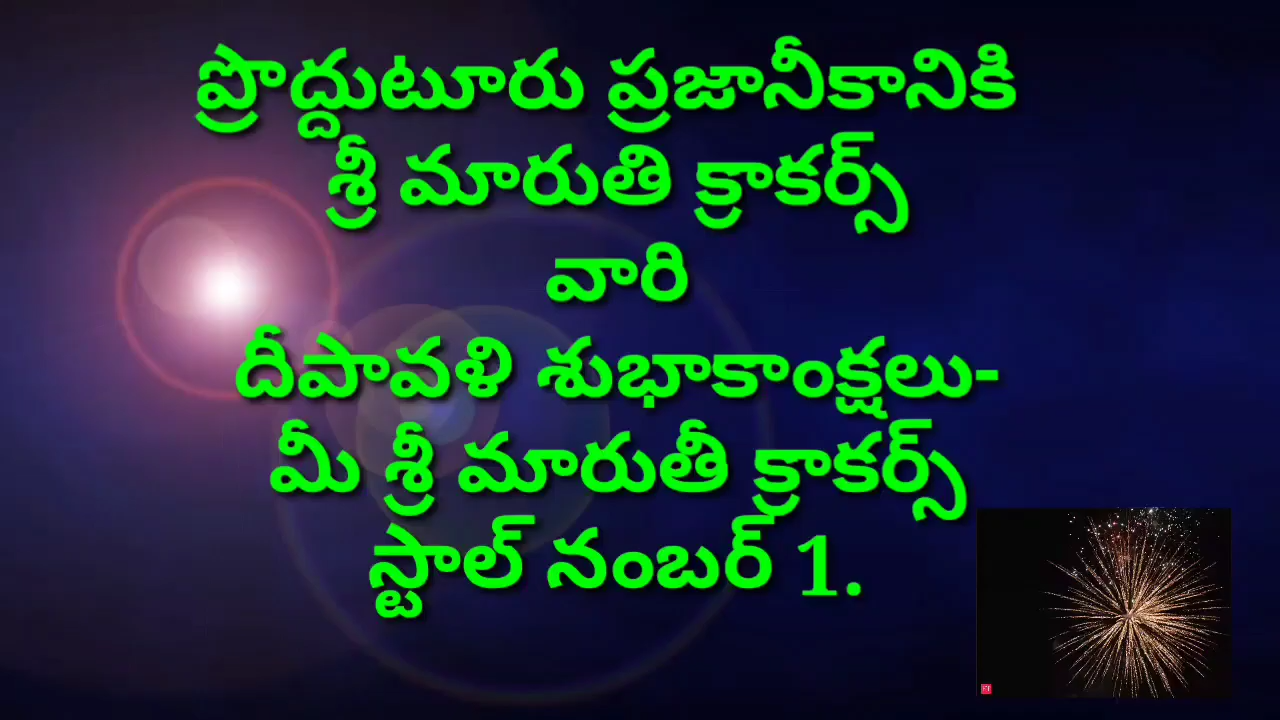 ప్రొద్దుటూరు ప్రజానీకానికి
శ్రీ మారుతి క్రాకర్స్
వారి
దీపావళి శుభాకాంక్షలు-
మీ శ్రీ మారుతీ క్రాకర్స్
స్టాల్ నంబర్ 1.